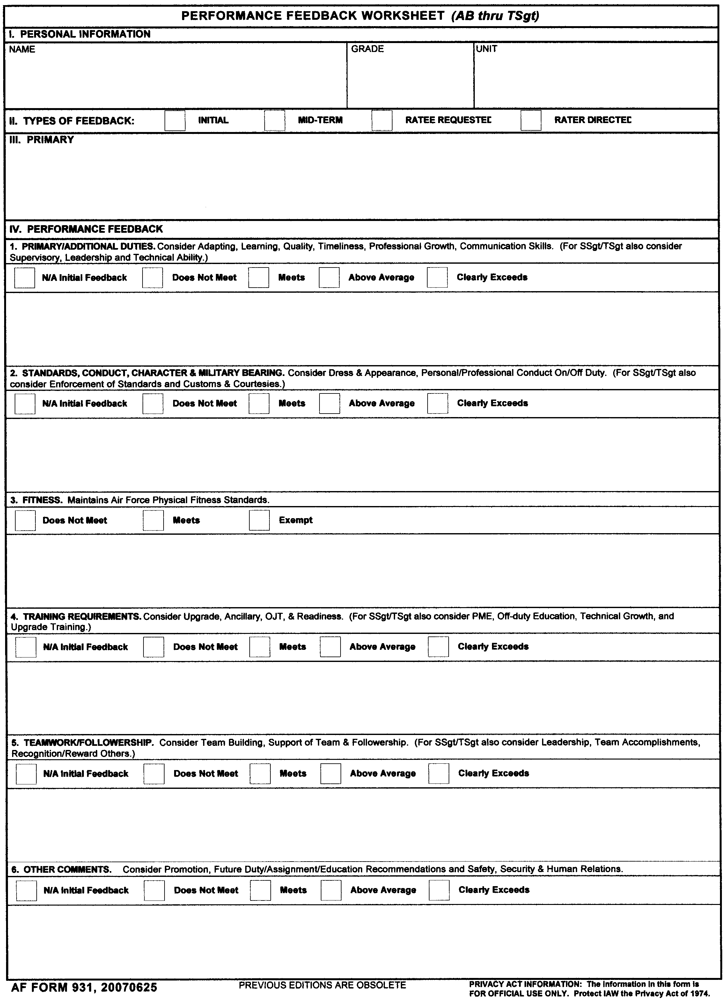 PERFORMANCE FEEDBACK WORKSHEET (AB thru TSgt)
I. PERSONAL INFORMATION
NAME GRADE UNIT
II. TYPES OF FEEDBACK: INITIAL MID-TERM RATEE REQUESTED RATER DIRECTED
III. PRIMARY
IV. PERFORMANCE FEEDBACK
1. PRIMARY/ADDITIONAL DUTIES. Consider Adapting, Learning, Quality, Timeliness, Professional Growth, Communication Skills. (For SSgt/TSgt also consider
Supervisory, Leadership and Technical Ability.)
N/A Initial Feedback Does Not Meet Meets Above Average Clearly Exceeds
2. STANDARDS, CONDUCT, CHARACTER & MILITARY BEARING. Consider Dress & Appearance, Personal/Professional Conduct On/Off Duty. (For SSgt/TSgt also
consider Enforcement of Standards and Customs & Courtesies.)
N/A Initial Feedback Does Not Meet Meets Above Average Clearly Exceeds
3. FITNESS. Maintains Air Force Physical Fitness Standards.
Does Not Meet Meets Exempt
4. TRAINING REQUIREMENTS. Consider Upgrade, Ancillary, OJT, & Readiness. (For SSgt/TSgt also consider PME, Off-duty Education, Technical Growth, and
Upgrade Training.)
N/A Initial Feedback Does Not Meet Meets Above Average Clearly Exceeds
5. TEAMWORK/FOLLOWERSHIP. Consider Team Building, Support of Team & Followership. (For SSgt/TSgt also consider Leadership, Team Accomplishments,
Recognition/Reward Others.)
N/A Initial Feedback Does Not Meet Meets Above Average Clearly Exceeds
6. OTHER COMMENTS. Consider Promotion, Future Duty/Assignment/Education Recommendations and Safety, Security & Human Relations.
N/A Initial Feedback Does Not Meet Meets Above Average Clearly Exceeds
AF FORM 931, 20070625 PREVIOUS EDITIONS ARE OBSOLETE PRIVACY ACT INFORMATION: The information in this form is
FOR OFFICIAL USE ONLY. Protect IAW the Privacy Act of 1974.